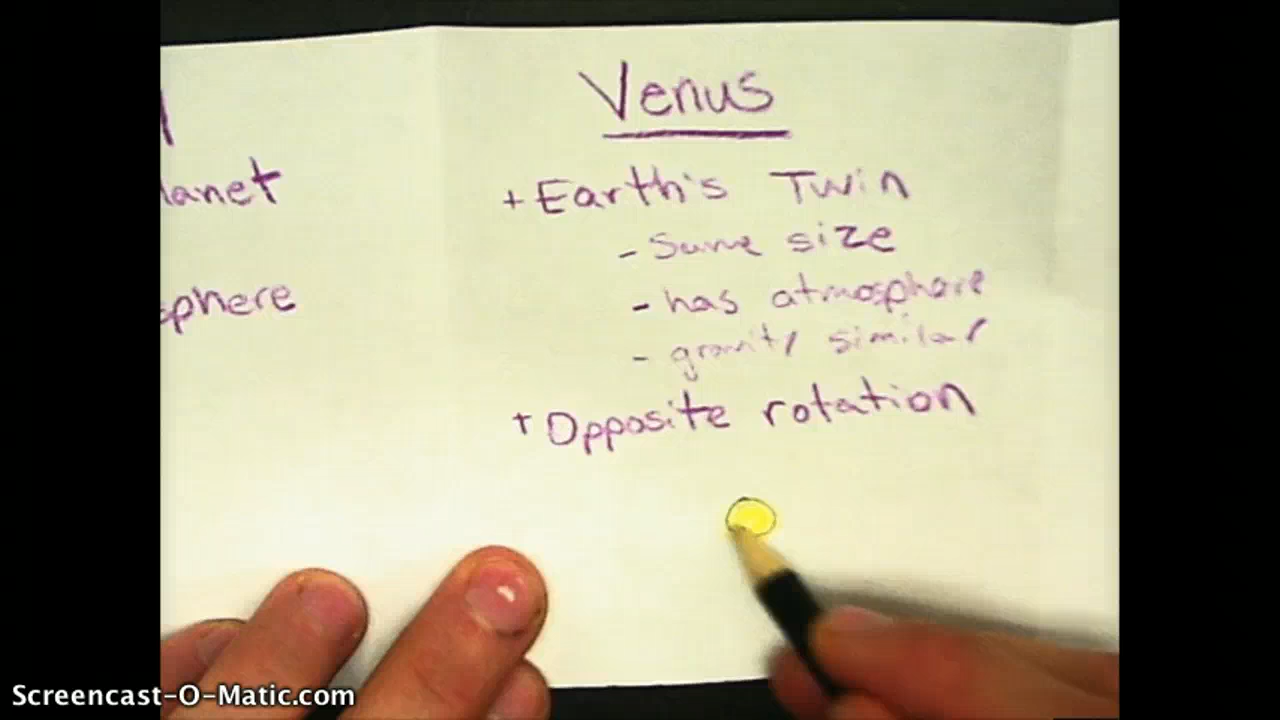 Venus
lanet
+ Earth's Twin
- Same size
sphere
- has atmosphere
- gravity similar
+ Opposite rotation
Screencast-O-Matic.com